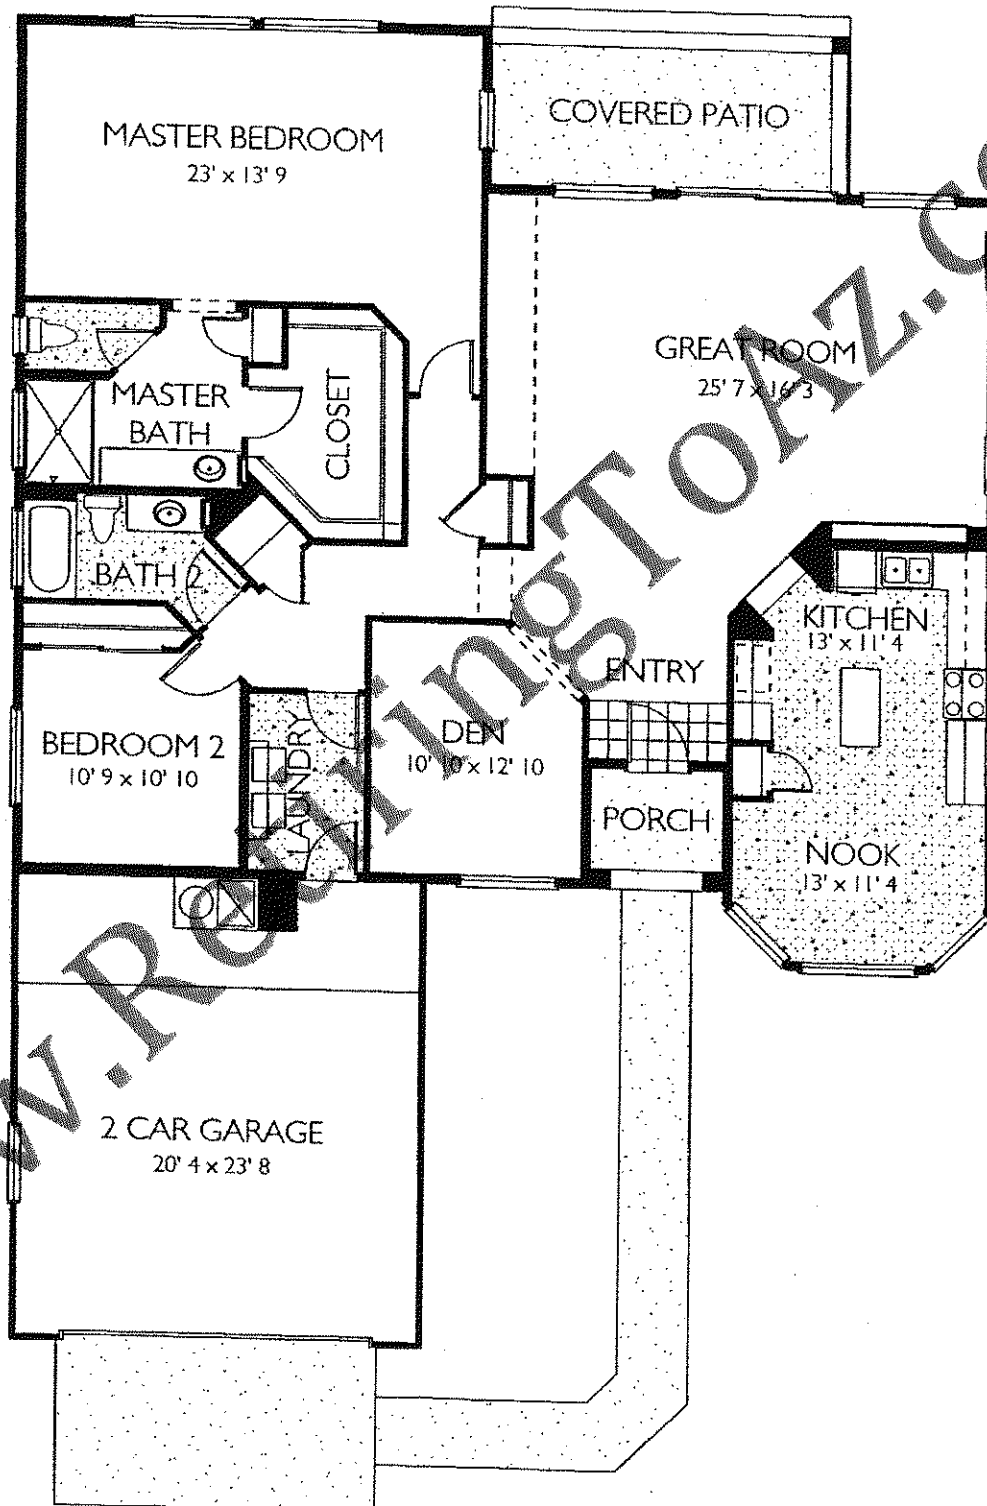 COVERED PATIO
MASTER BEDROOM
23' x 13' 9
GREAT ROOM
25' 7 x 16' 3
MASTER
BATH
CLOSET
BATH 2
KITCHEN
13' x 11' 4
ENTRY
BEDROOM 2
10' 9 x 10' 10
LAUNDRY
DEN
10' 10 x 12' 10
PORCH
NOOK
13' x 11' 4
2 CAR GARAGE
20' 4 x 23' 8
w.RetiringToAz.c